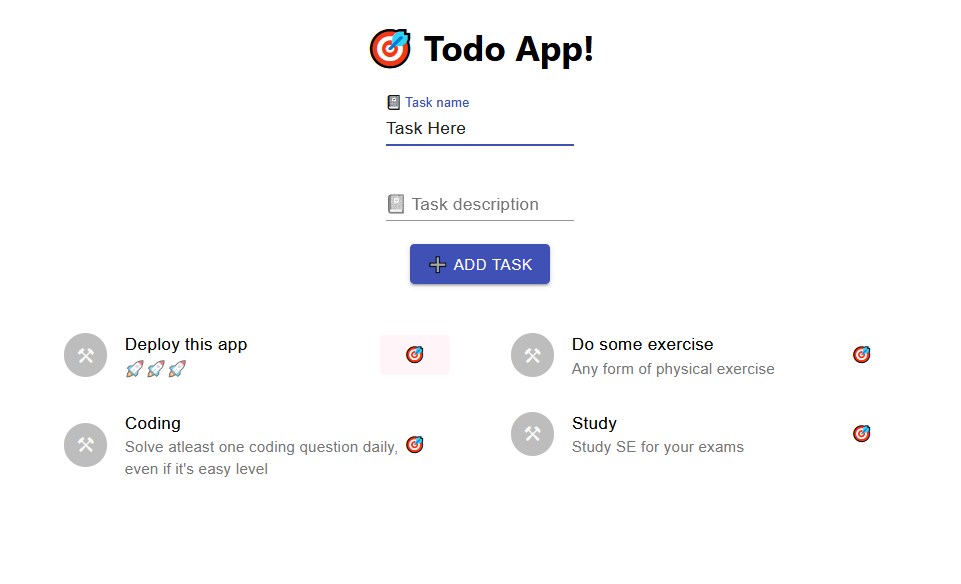 🎯 Todo App!
Task name
Task Here
Task description
➕ ADD TASK
Deploy this app
🚀🚀🚀
Do some exercise
Any form of physical exercise
Coding
Solve atleast one coding question daily,
even if it's easy level
Study
Study SE for your exams